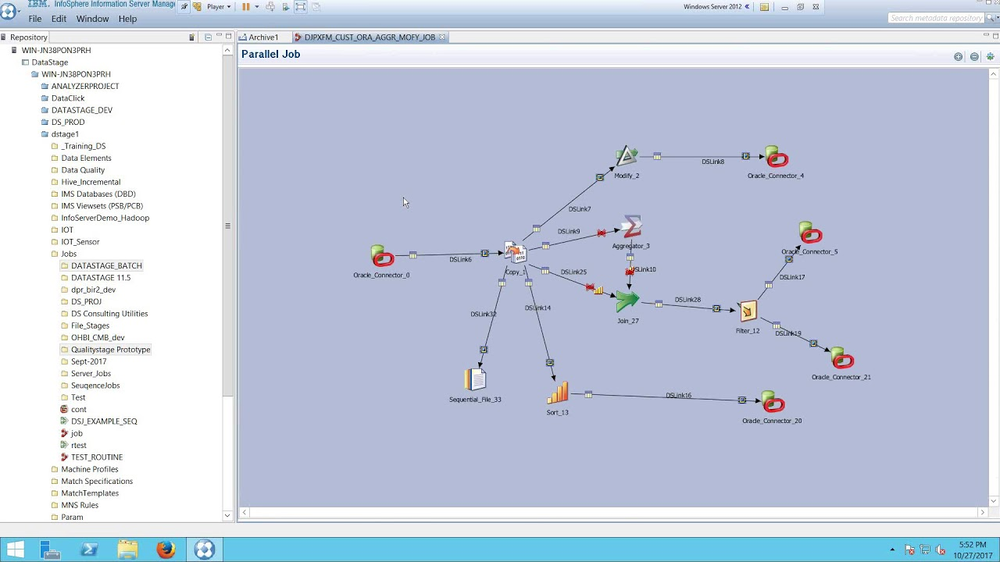 IBM. InfoSphere Information Server Manag
Player
Windows Server 2012
File Edit Window Help
Search metadata repository
Repository
Archive1
DJPXFM_CUST_ORA_AGGR_MOFY_JOB
Parallel Job
WIN-JN38PON3PRH
DataStage
WIN-JN38PON3PRH
ANALYZERPROJECT
DataClick
DATASTAGE_DEV
DS_PROD
dstage1
_Training_DS
Data Elements
Data Quality
Hive_Incremental
IMS Databases (DBD)
IMS Viewsets (PSB/PCB)
InfoServerDemo_Hadoop
IOT
IOT_Sensor
Jobs
DATASTAGE_BATCH
DATASTAGE 11.5
dpr_bir2_dev
DS_PROJ
DS Consulting Utilities
File_Stages
OHBI_CMB_dev
Qualitystage Prototype
Sept-2017
Server_Jobs
SeuqenceJobs
Test
cont
DSJ_EXAMPLE_SEQ
job
rtest
TEST_ROUTINE
Machine Profiles
Match Specifications
MatchTemplates
MNS Rules
Param
DSLink8
Modify_2
Oracle_Connector_4
DSLink7
DSLink9
Aggregator_3
Oracle_Connector_5
DSLink6
Oracle_Connector_0
Copy_1
DSLink25
DSLink10
DSLink17
DSLink28
DSLink32
DSLink14
Join_27
Filter_12
DSLink19
Oracle_Connector_21
Sequential_File_33
DSLink16
Sort_13
Oracle_Connector_20
5:52 PM
10/27/2017